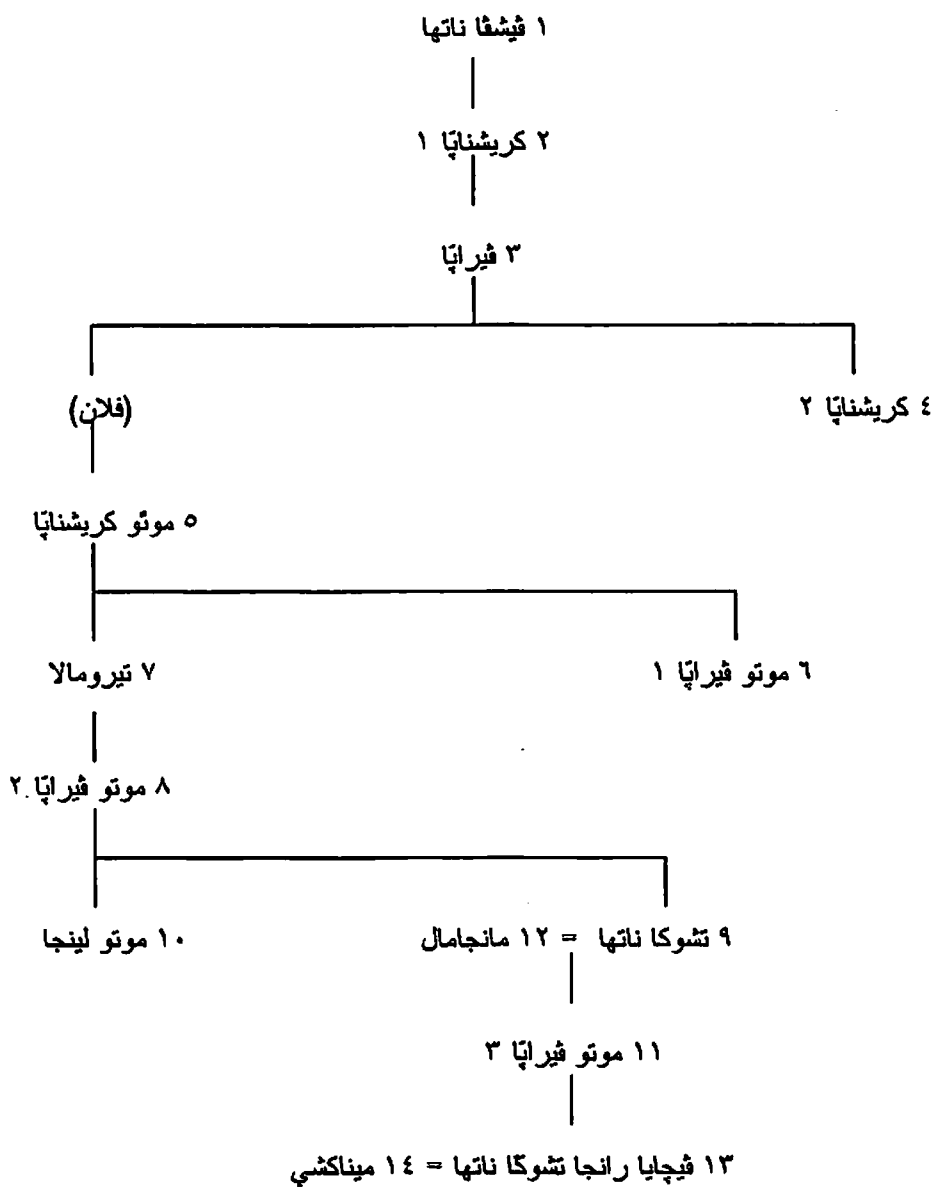 ١ ڤيشڤا ناتها
٢ كريشناپّا ١
٣ ڤيراپّا
٤ كريشناپّا ٢
(فلان)
٥ موتو كريشناپّا
٦ موتو ڤيراپّا ١
٧ تيرومالا
٨ موتو ڤيراپّا ٢
٩ تشوكا ناتها = ١٢ مانجامال
١٠ موتو لينجا
١١ موتو ڤيراپّا ٣
١٣ ڤيچايا رانجا تشوكّا ناتها = ١٤ ميناكشي